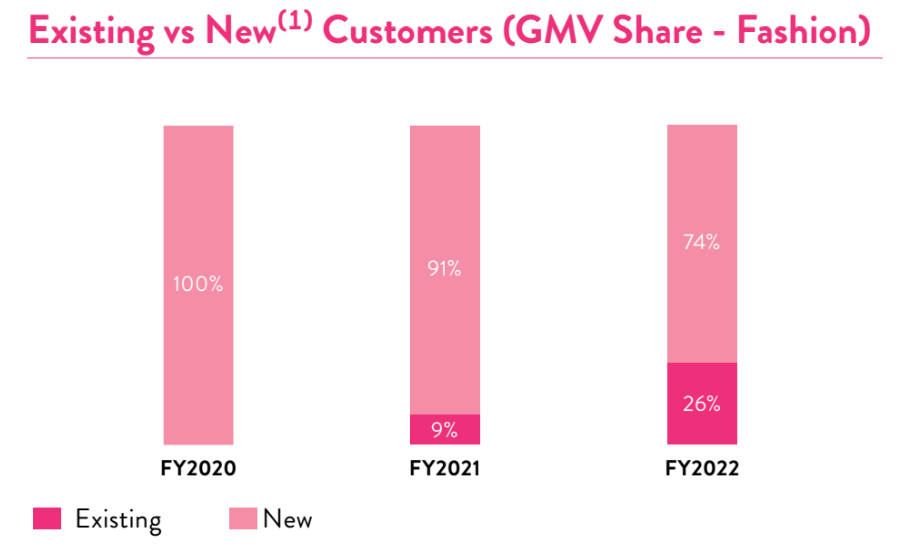 Existing vs New(1) Customers (GMV Share - Fashion)
100%
91%
9%
74%
26%
FY2020
FY2021
FY2022
Existing
New